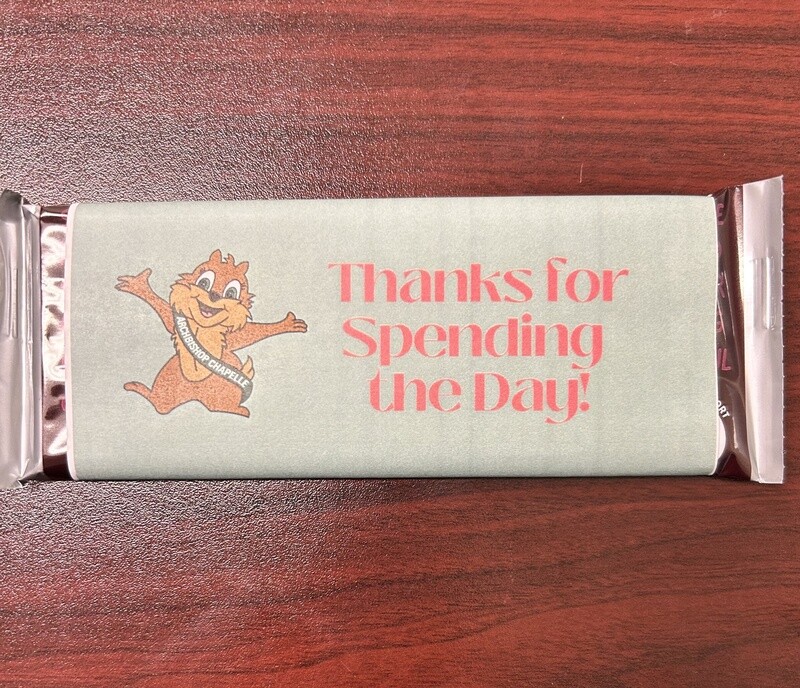 ARCHBISHOP CHAPELLE
Thanks for
Spending
the Day!